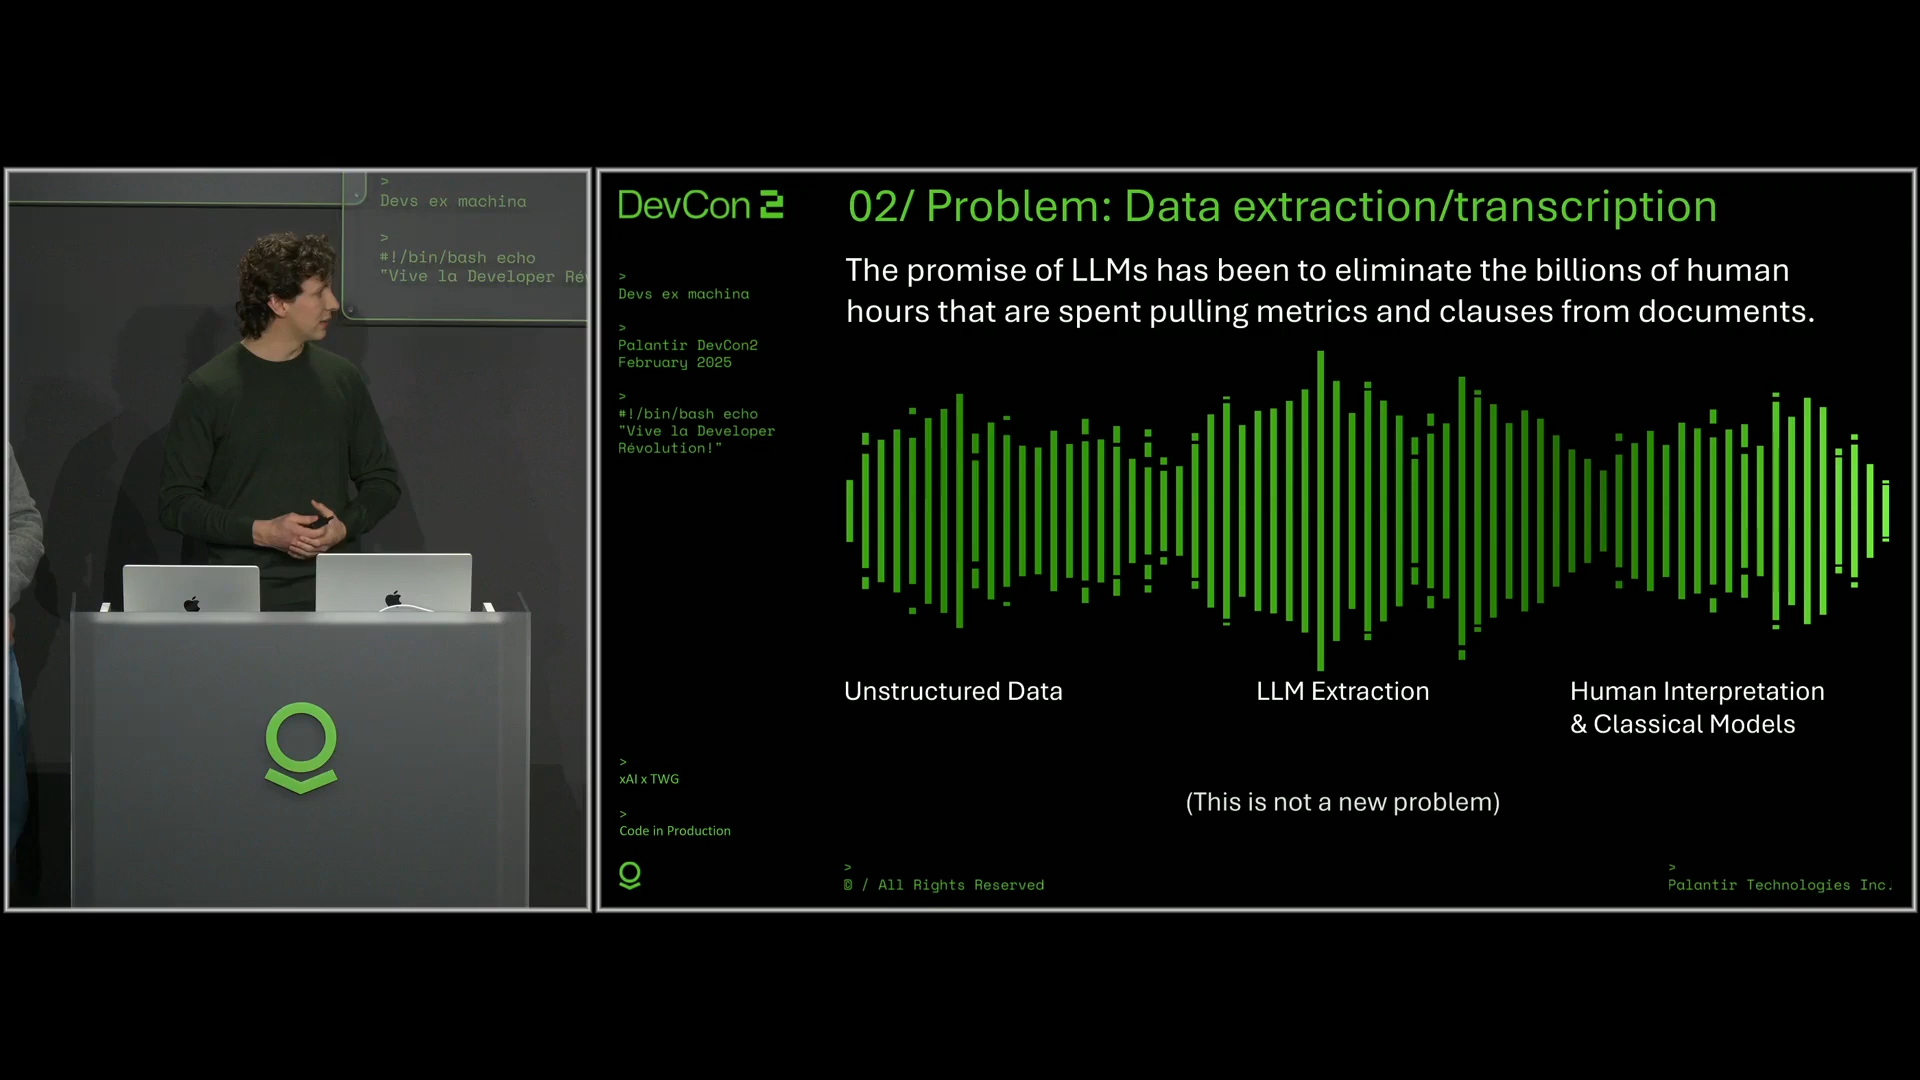 >
Devs ex machina
>
#!/bin/bash echo
"Vive la Developer Ré
DevCon 2
>
Devs ex machina
>
Palantir DevCon2
February 2025
>
#!/bin/bash echo
"Vive la Developer
Révolution!"
>
xAI x TWG
>
Code in Production
02/ Problem: Data extraction/transcription
The promise of LLMs has been to eliminate the billions of human
hours that are spent pulling metrics and clauses from documents.
Unstructured Data
LLM Extraction
Human Interpretation
& Classical Models
(This is not a new problem)
>
© / All Rights Reserved
>
Palantir Technologies Inc.